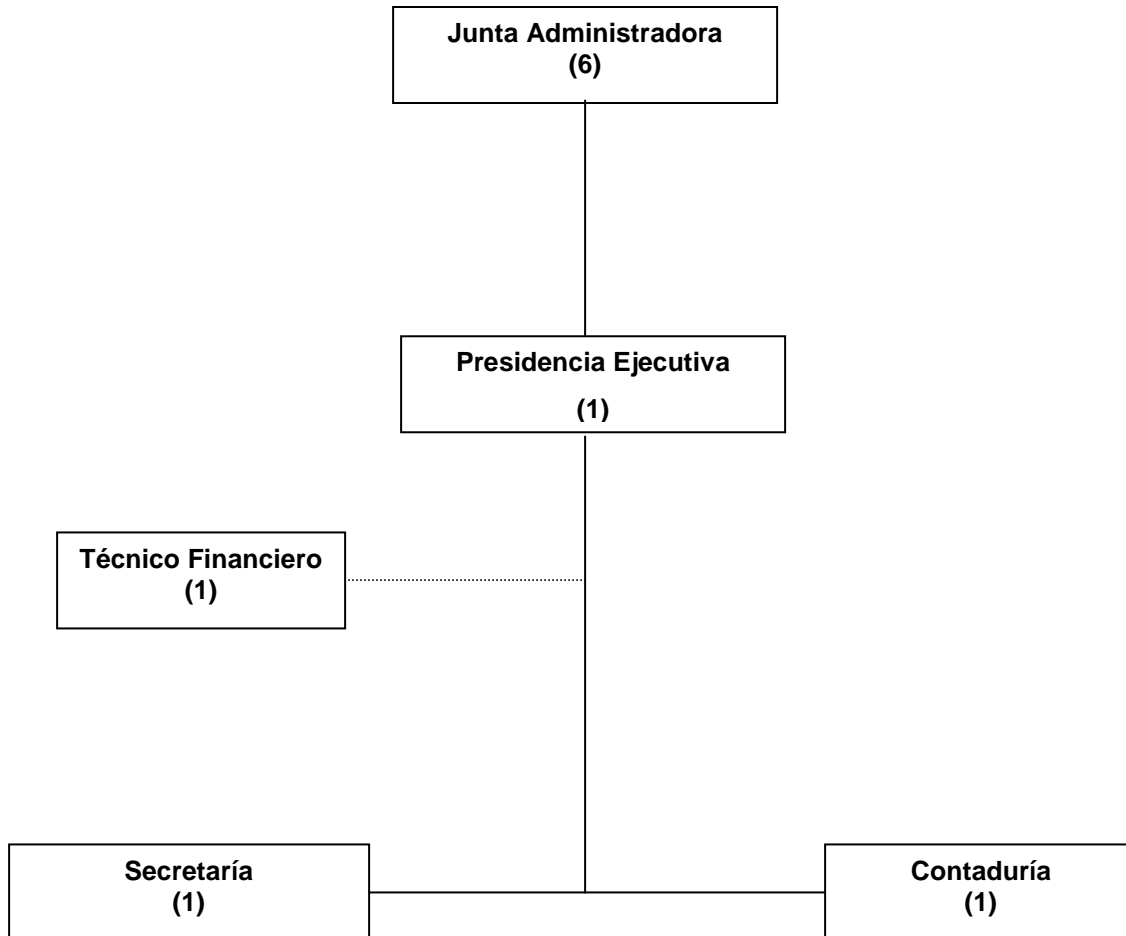 Junta Administradora
(6)
Presidencia Ejecutiva
(1)
Técnico Financiero
(1)
Secretaría
(1)
Contaduría
(1)